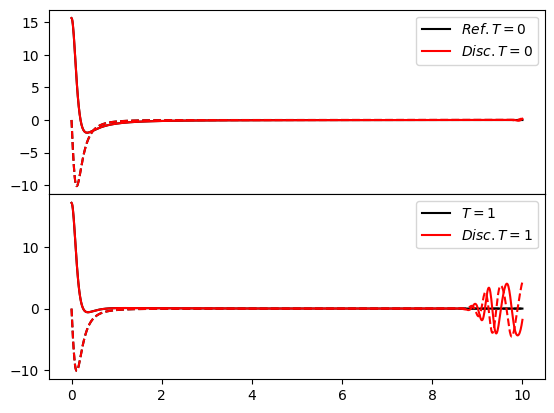 15
10
5
0
−5
−10
Ref.T = 0
Disc.T = 0
10
0
−10
T = 1
Disc.T = 1
0 2 4 6 8 10